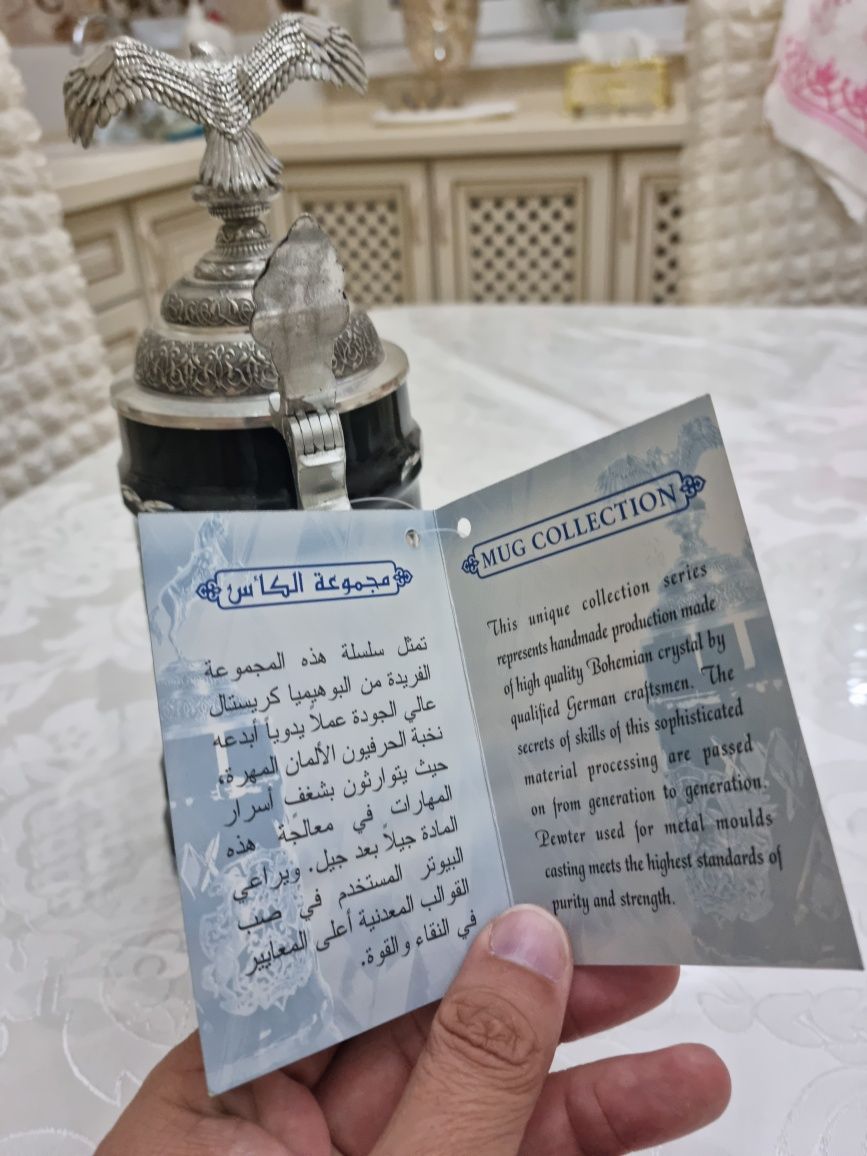 مجموعة الكأس
تمثل سلسلة هذه المجموعة
الفريدة من البوهيميا كريستال
عالي الجودة عملاً يدوياً أبدعه
نخبة الحرفيون الألمان المهرة،
حيث يتوارثون بشغف أسرار
المهارات في معالجة هذه
المادة جيلاً بعد جيل. ويراعي
البيوتر المستخدم في صب
القوالب المعدنية أعلى المعايير
في النقاء والقوة.
MUG COLLECTION
This unique collection series
represents handmade production made
of high quality Bohemian crystal by
qualified German craftsmen. The
secrets of skills of this sophisticated
material processing are passed
on from generation to generation.
Pewter used for metal moulds
casting meets the highest standards of
purity and strength.